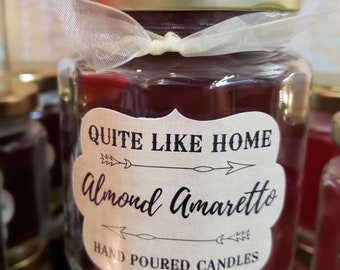 QUITE LIKE HOME
Almond Amaretto
HAND POURED CANDLES